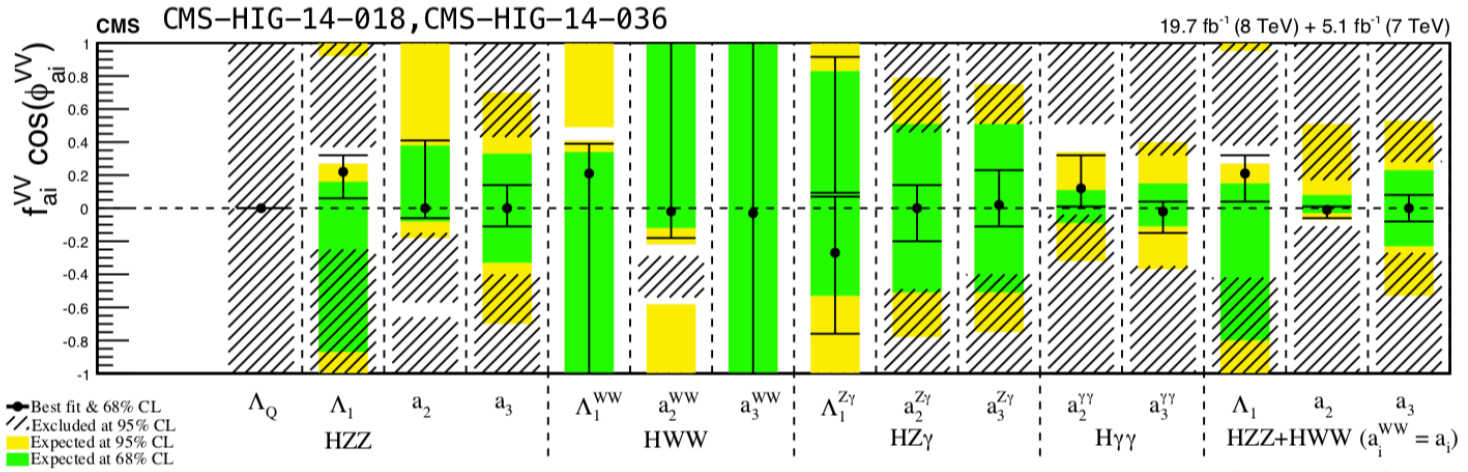 CMS CMS-HIG-14-018,CMS-HIG-14-036 19.7 fb⁻¹ (8 TeV) + 5.1 fb⁻¹ (7 TeV)
f_{ai}^{VV} cos(ϕ_{ai}^{VV})
1
0.8
0.6
0.4
0.2
0
-0.2
-0.4
-0.6
-0.8
-1
Λ_Q Λ_1 a_2 a_3 Λ_1^{WW} a_2^{WW} a_3^{WW} Λ_1^{Zγ} a_2^{Zγ} a_3^{Zγ} a_2^{γγ} a_3^{γγ} Λ_1 a_2 a_3
HZZ HWW HZγ Hγγ HZZ+HWW (a_i^{WW} = a_i)
Best fit & 68% CL
Excluded at 95% CL
Expected at 95% CL
Expected at 68% CL